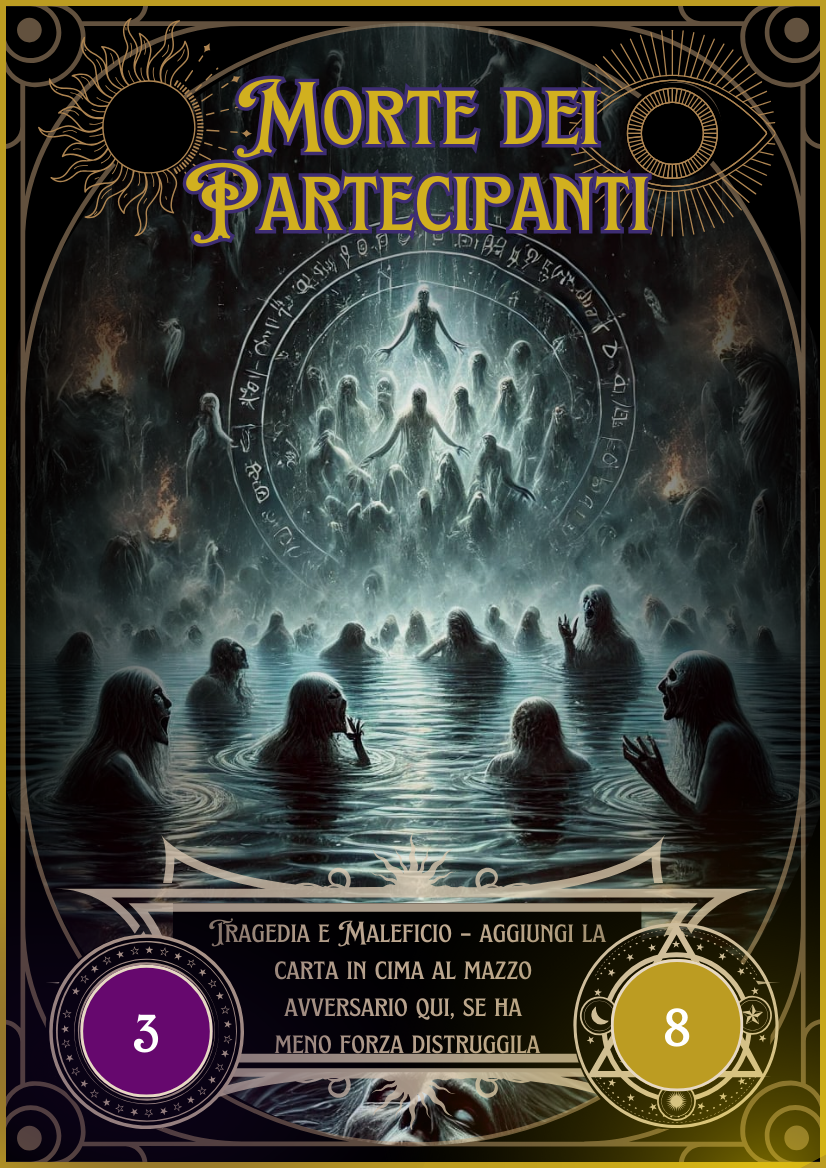 Morte dei
Partecipanti
Tragedia e Maleficio – aggiungi la
carta in cima al mazzo
avversario qui, se ha
meno forza distruggila
3
8